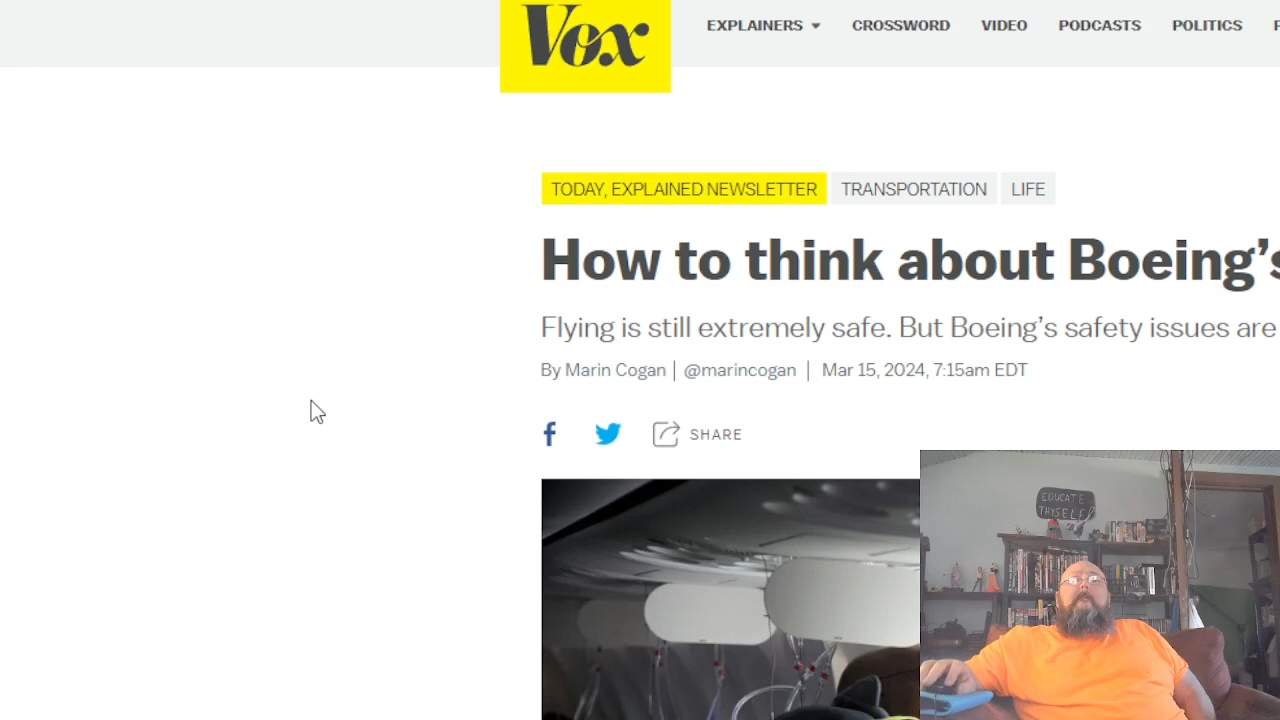 Vox
EXPLAINERS CROSSWORD VIDEO PODCASTS POLITICS
TODAY, EXPLAINED NEWSLETTER TRANSPORTATION LIFE
How to think about Boeing's
Flying is still extremely safe. But Boeing's safety issues are
By Marin Cogan | @marincogan | Mar 15, 2024, 7:15am EDT
SHARE
EDUCATE
THYSELF